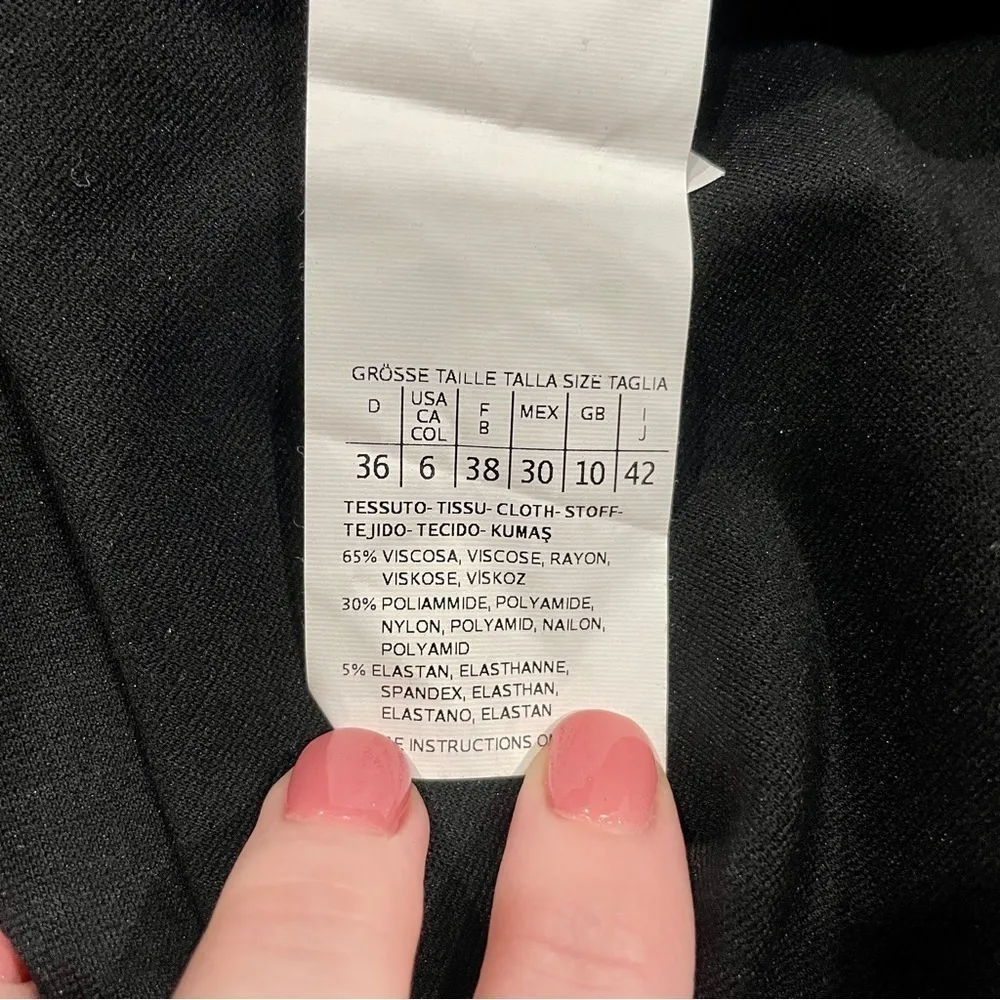 GRÖSSE TAILLE TALLA SIZE TAGLIA
D USA CA COL F B MEX GB I J
36 6 38 30 10 42
TESSUTO- TISSU- CLOTH- STOFF-
TEJIDO- TECIDO- KUMAŞ
65% VISCOSA, VISCOSE, RAYON,
VISKOSE, VİSKOZ
30% POLIAMMIDE, POLYAMIDE,
NYLON, POLYAMID, NAILON,
POLYAMID
5% ELASTAN, ELASTHANNE,
SPANDEX, ELASTHAN,
ELASTANO, ELASTAN
INSTRUCTIONS